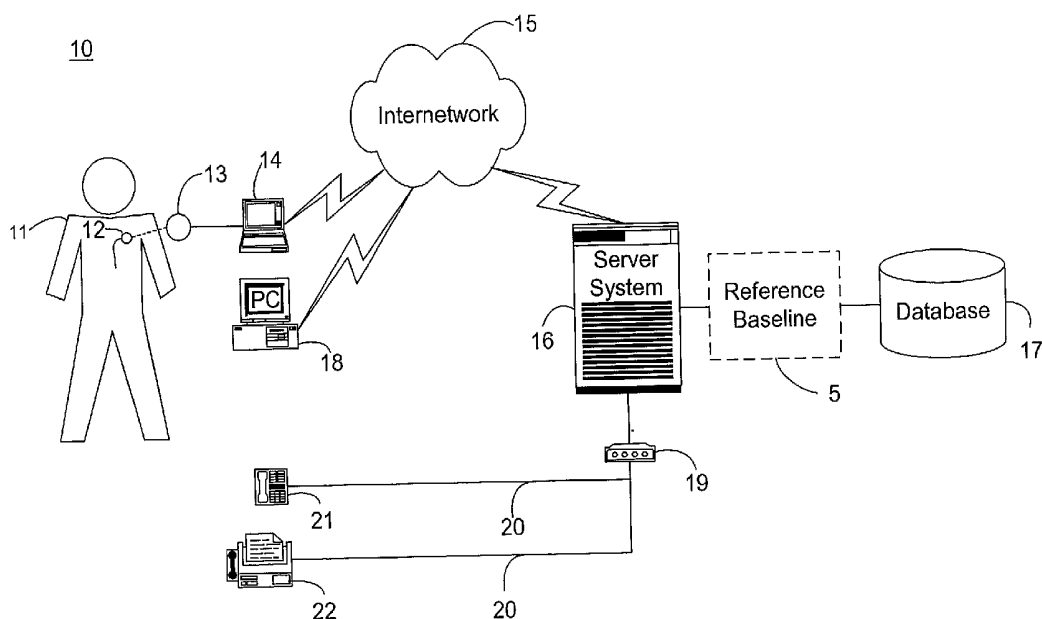 10
15
Internetwork
14
13
11
12
PC
18
Server
System
16
Reference
Baseline
5
Database
17
19
21
20
22
20